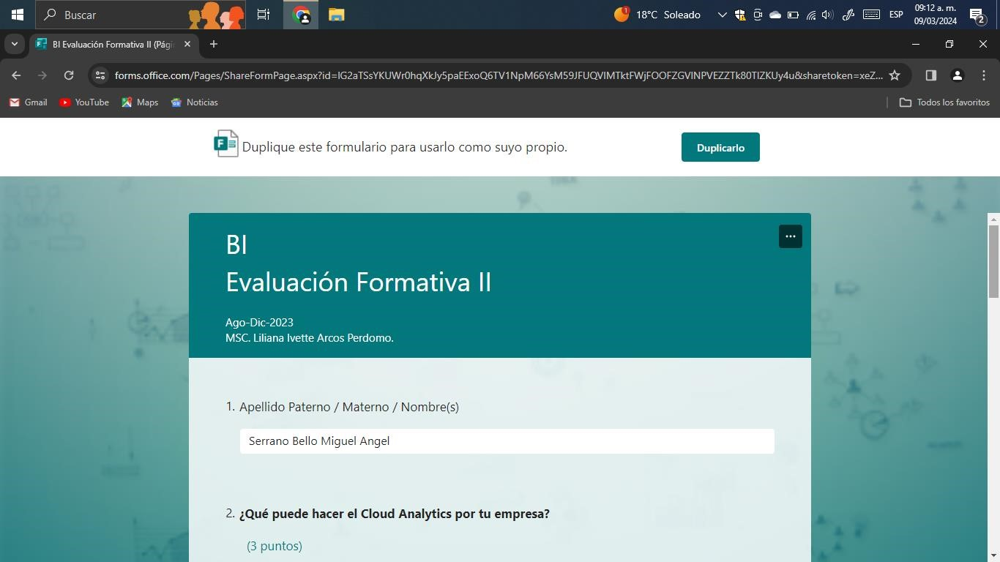 Buscar
18°C Soleado
1
ESP
09:12 a. m.
09/03/2024
2
BI Evaluación Formativa II (Pági
forms.office.com/Pages/ShareFormPage.aspx?id=IG2aTSsYKUWr0hqXkJy5paEExoQ6TV1NpM66YsM59JFUQVlMTktFWjFOOFZGVlNPVEZZTk80TlZKUy4u&sharetoken=xeZ...
Gmail
YouTube
Maps
Noticias
Todos los favoritos
F
Duplique este formulario para usarlo como suyo propio.
Duplicarlo
BI
Evaluación Formativa II
Ago-Dic-2023
MSC. Liliana Ivette Arcos Perdomo.
1. Apellido Paterno / Materno / Nombre(s)
Serrano Bello Miguel Angel
2. ¿Qué puede hacer el Cloud Analytics por tu empresa?
(3 puntos)